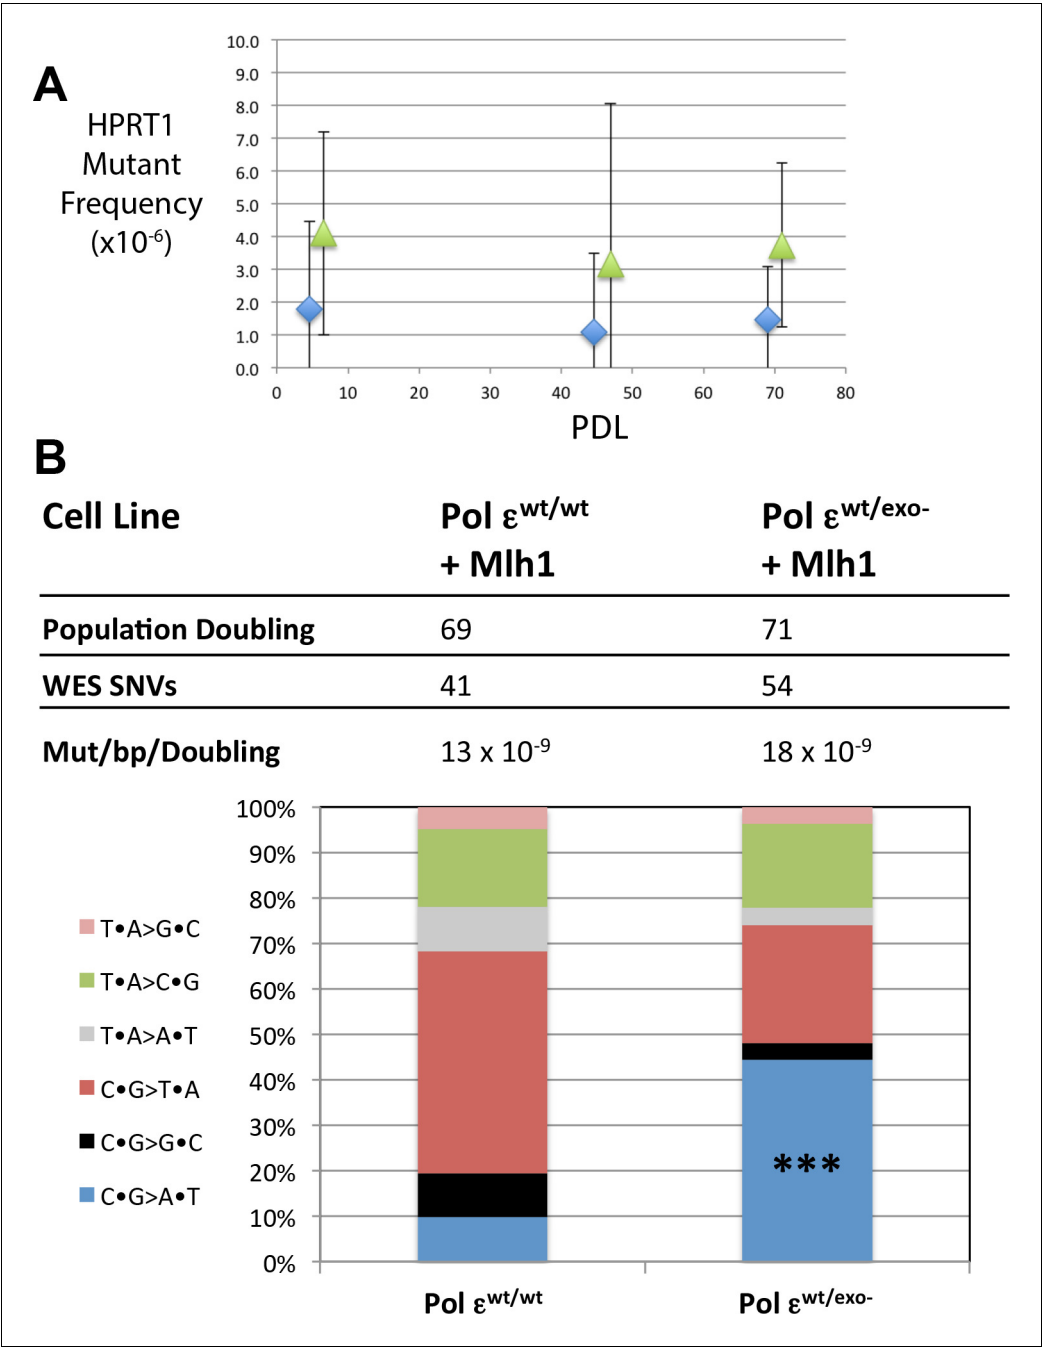 A
HPRT1
Mutant
Frequency
(x10-6)
10.0
9.0
8.0
7.0
6.0
5.0
4.0
3.0
2.0
1.0
0.0
0 10 20 30 40 50 60 70 80
PDL
B
Cell Line Pol εwt/wt + Mlh1 Pol εwt/exo- + Mlh1
Population Doubling 69 71
WES SNVs 41 54
Mut/bp/Doubling 13 x 10-9 18 x 10-9
100%
90%
80%
70%
60%
50%
40%
30%
20%
10%
0%
T•A>G•C
T•A>C•G
T•A>A•T
C•G>T•A
C•G>G•C
C•G>A•T
***
Pol εwt/wt Pol εwt/exo-